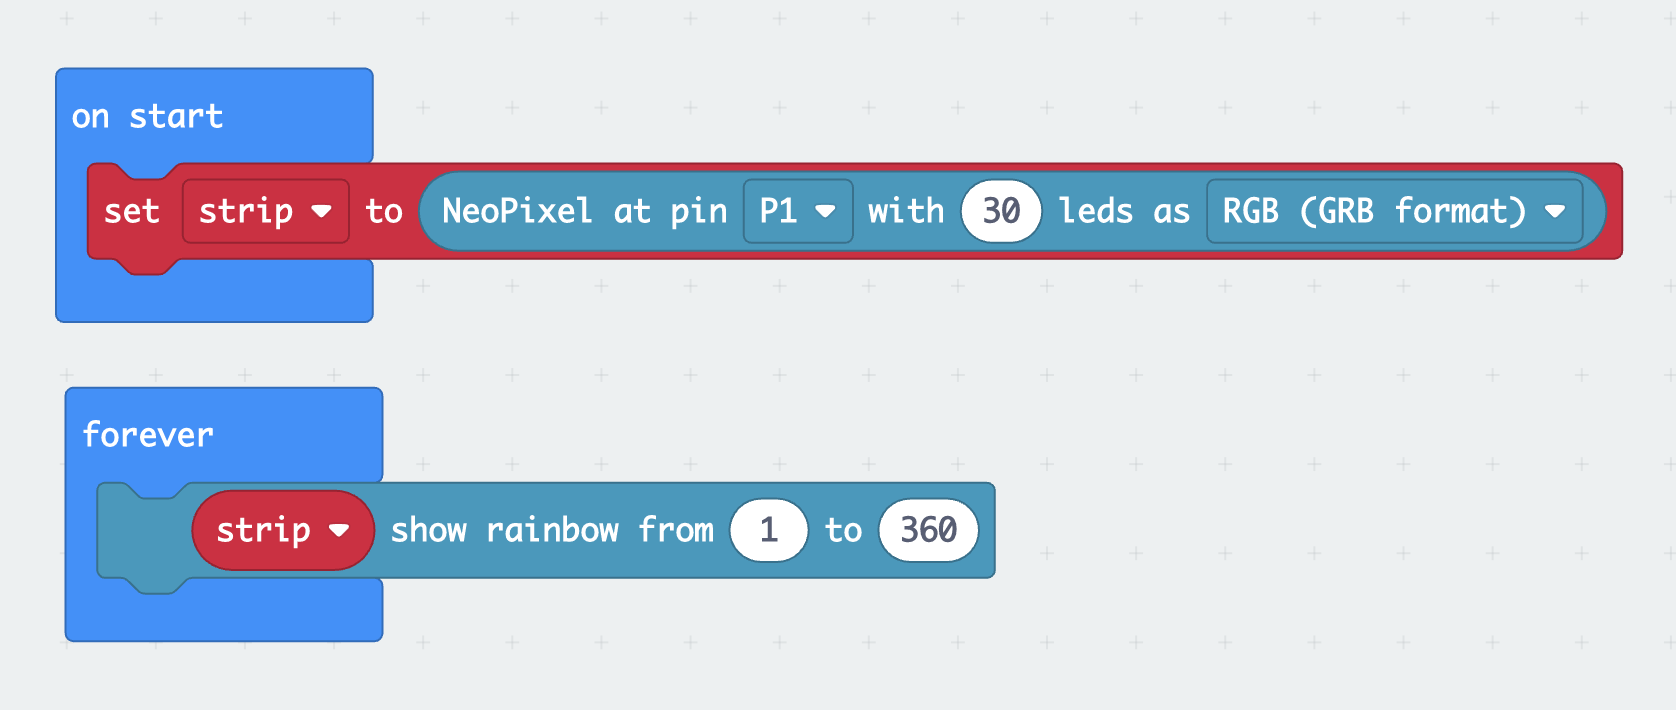 on start
set strip to NeoPixel at pin P1 with 30 leds as RGB (GRB format)
forever
strip show rainbow from 1 to 360